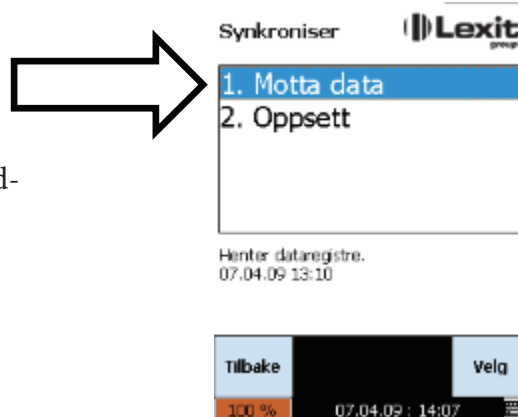 Synkroniser
Lexit
group
1. Motta data
2. Oppsett
d-
Henter dataregistre.
07.04.09 13:10
Tilbake
Velg
100 %
07.04.09 : 14:07